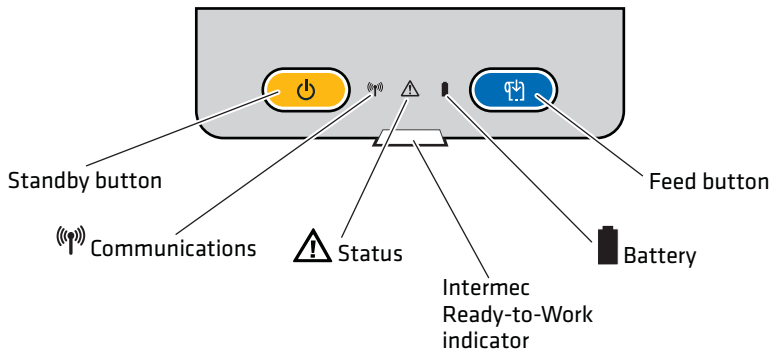 Standby button
Feed button
Communications
Status
Battery
Intermec
Ready-to-Work
indicator